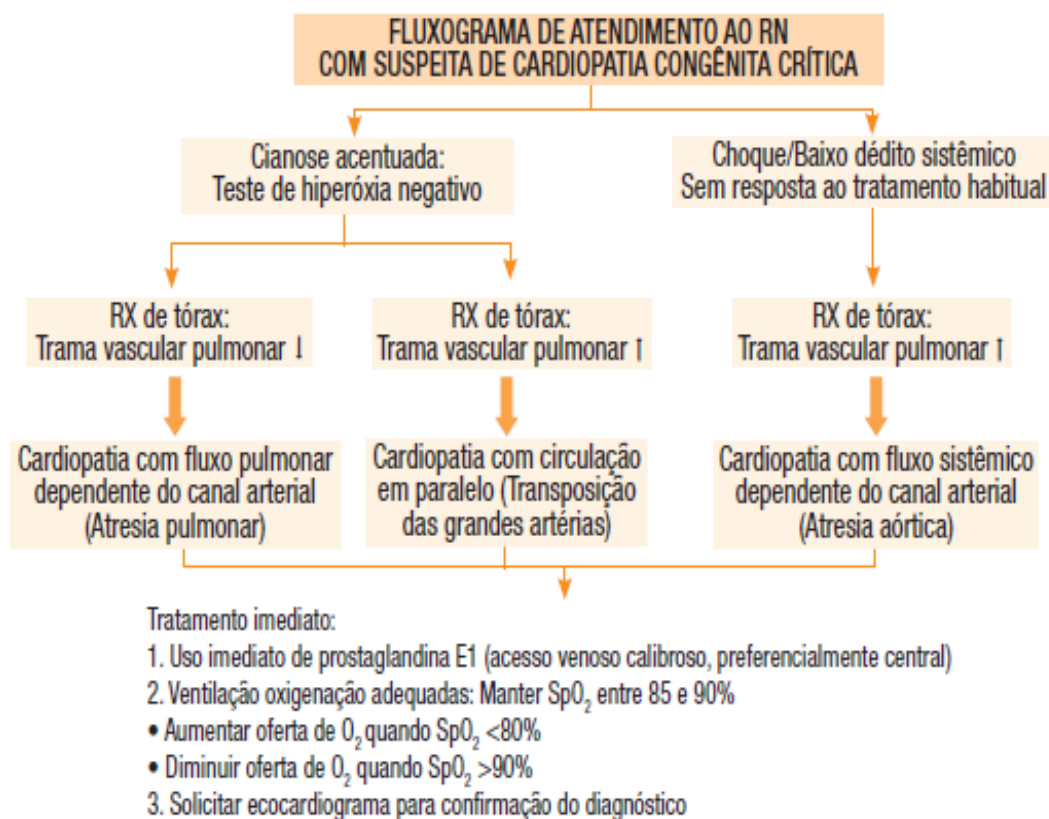 FLUXOGRAMA DE ATENDIMENTO AO RN
COM SUSPEITA DE CARDIOPATIA CONGÊNITA CRÍTICA
Cianose acentuada:
Teste de hiperóxia negativo
Choque/Baixo dédito sistêmico
Sem resposta ao tratamento habitual
RX de tórax:
Trama vascular pulmonar ↓
RX de tórax:
Trama vascular pulmonar ↑
RX de tórax:
Trama vascular pulmonar ↑
Cardiopatia com fluxo pulmonar
dependente do canal arterial
(Atresia pulmonar)
Cardiopatia com circulação
em paralelo (Transposição
das grandes artérias)
Cardiopatia com fluxo sistêmico
dependente do canal arterial
(Atresia aórtica)
Tratamento imediato:
1. Uso imediato de prostaglandina E1 (acesso venoso calibroso, preferencialmente central)
2. Ventilação oxigenação adequadas: Manter SpO₂ entre 85 e 90%
• Aumentar oferta de O₂ quando SpO₂ <80%
• Diminuir oferta de O₂ quando SpO₂ >90%
3. Solicitar ecocardiograma para confirmação do diagnóstico